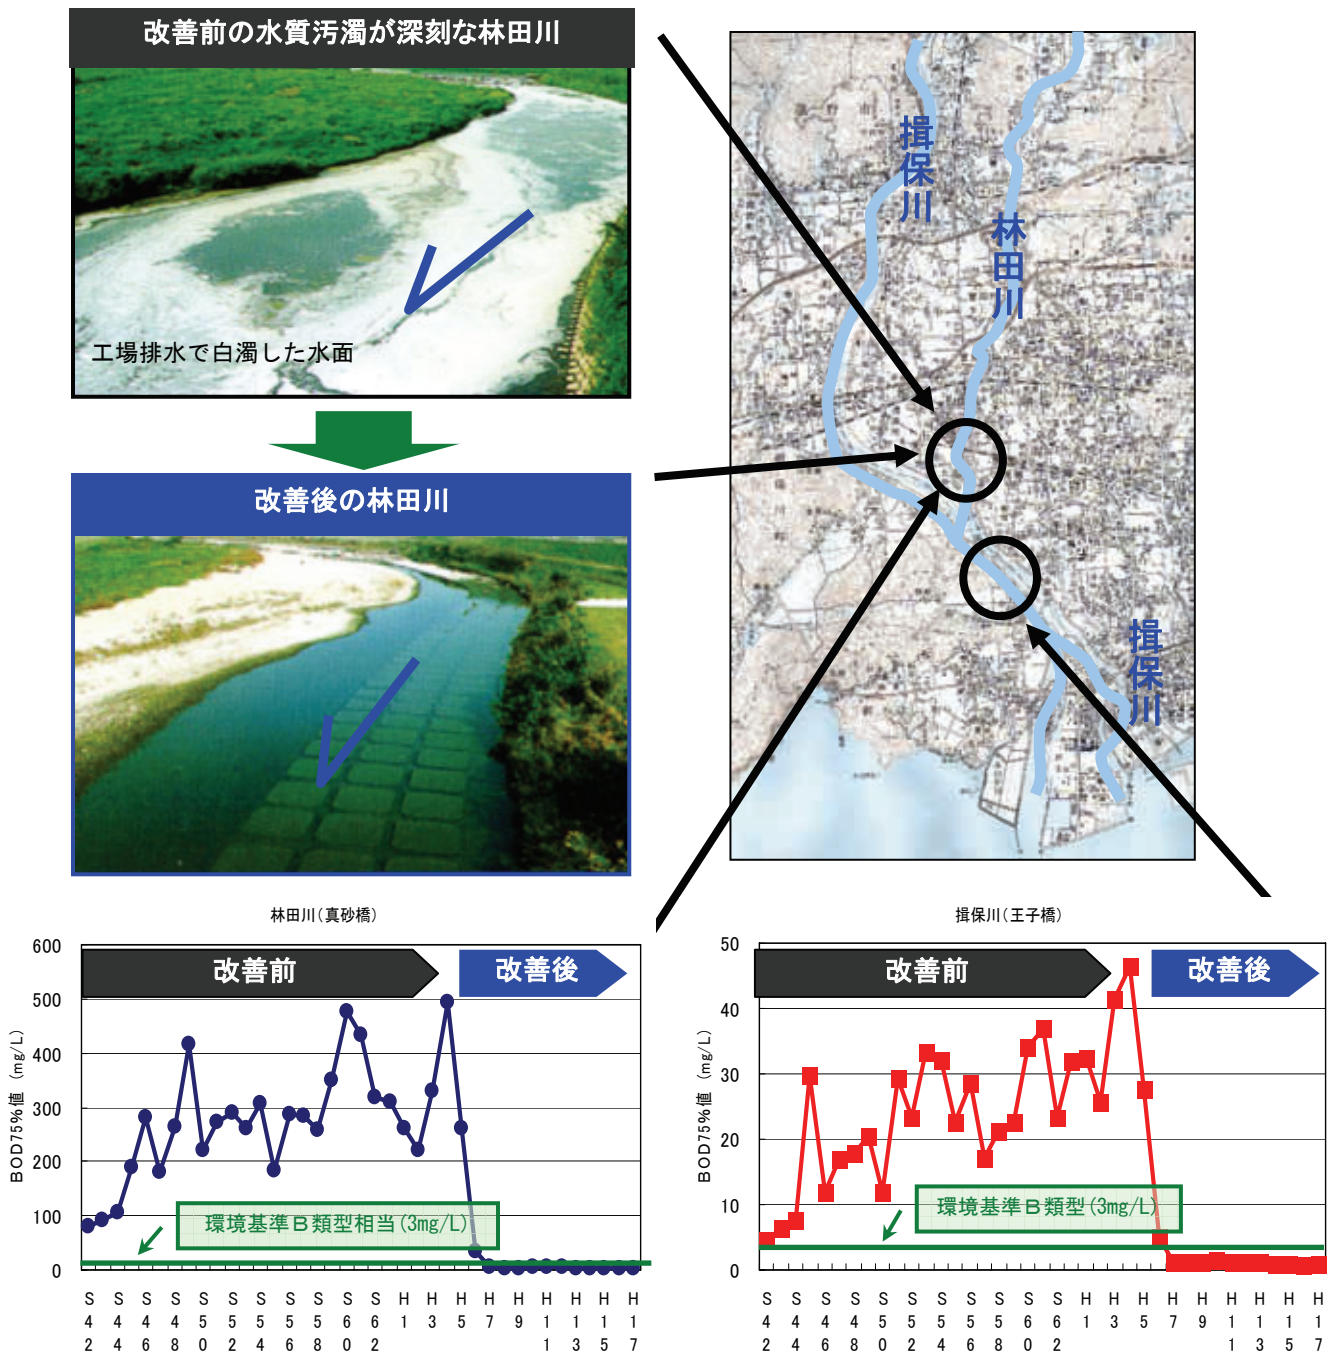 改善前の水質汚濁が深刻な林田川
工場排水で白濁した水面
改善後の林田川
揖保川
林田川
揖保川
林田川(真砂橋)
改善前
改善後
BOD75%値 (mg/L)
600
500
400
300
200
100
0
環境基準B類型相当(3mg/L)
S42 S44 S46 S48 S50 S52 S54 S56 S58 S60 S62 H1 H3 H5 H7 H9 H11 H13 H15 H17
揖保川(王子橋)
改善前
改善後
BOD75%値 (mg/L)
50
40
30
20
10
0
環境基準B類型(3mg/L)
S42 S44 S46 S48 S50 S52 S54 S56 S58 S60 S62 H1 H3 H5 H7 H9 H11 H13 H15 H17